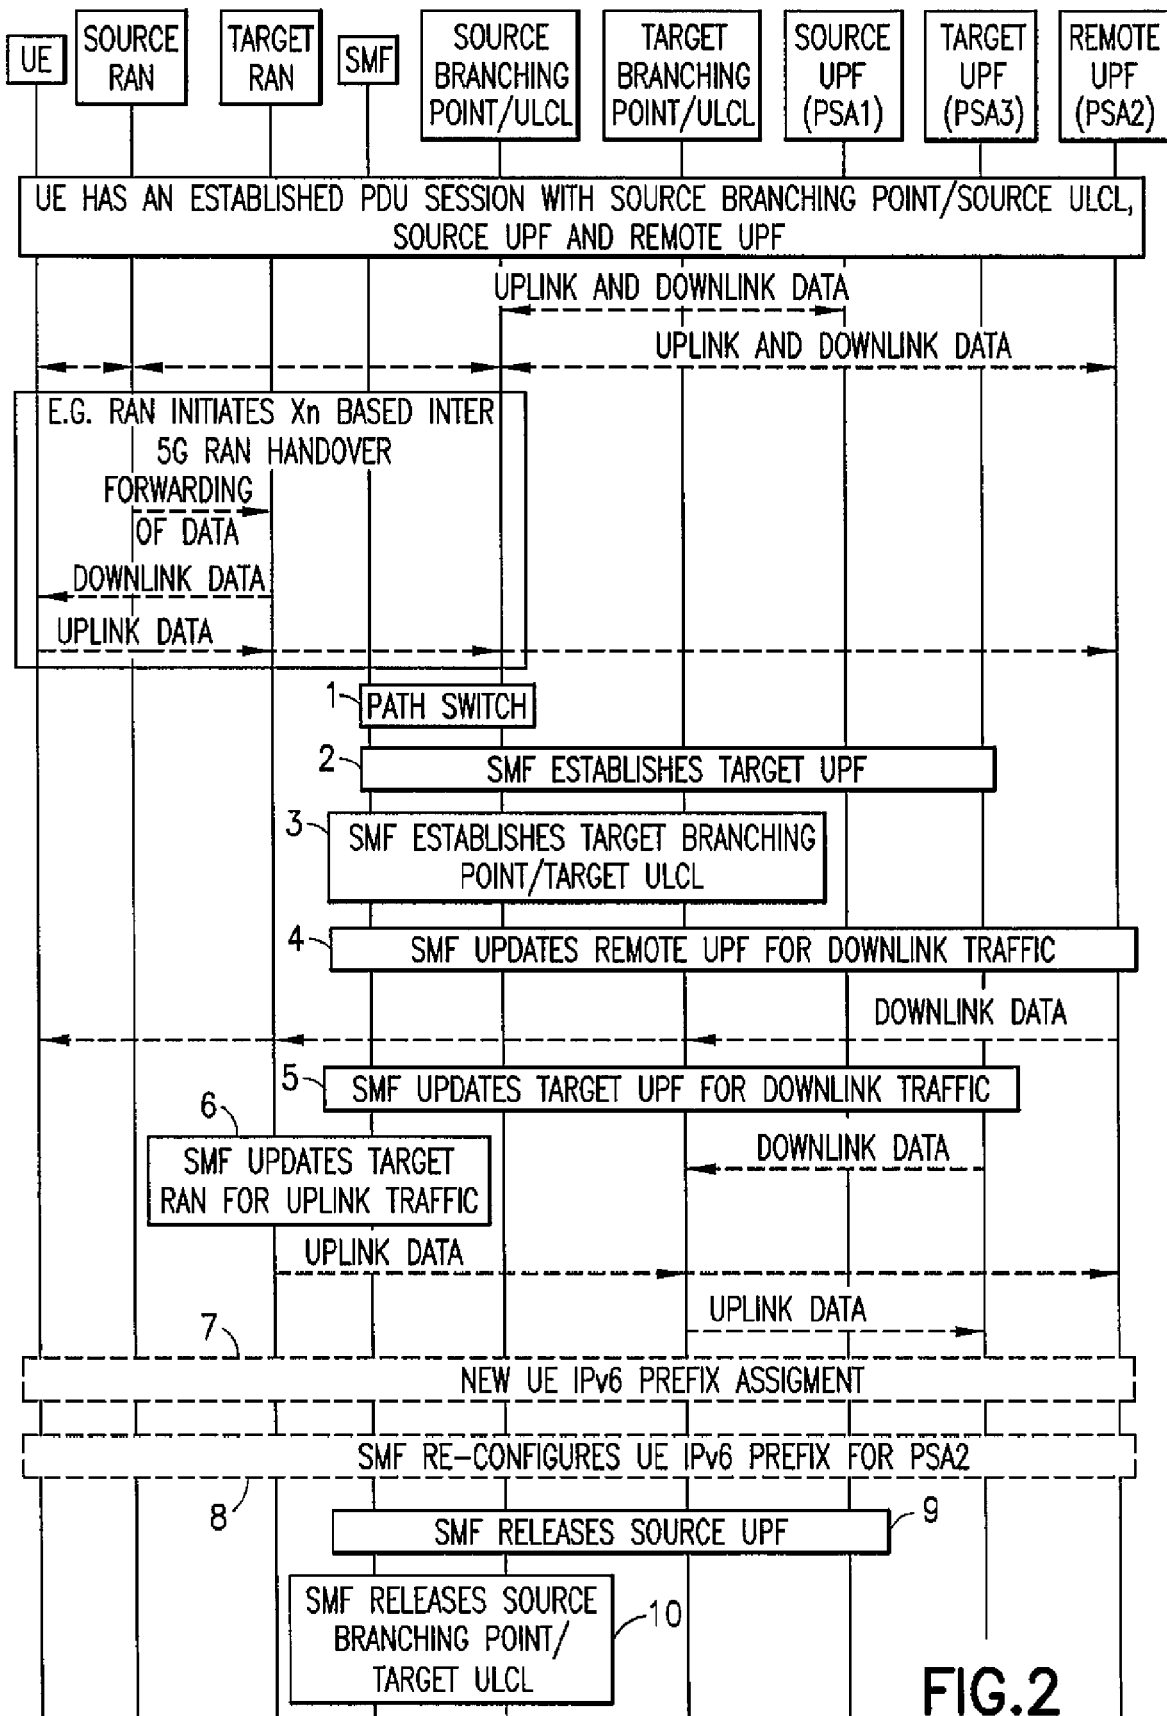 UE
SOURCE
RAN
TARGET
RAN
SMF
SOURCE
BRANCHING
POINT/ULCL
TARGET
BRANCHING
POINT/ULCL
SOURCE
UPF
(PSA1)
TARGET
UPF
(PSA3)
REMOTE
UPF
(PSA2)
UE HAS AN ESTABLISHED PDU SESSION WITH SOURCE BRANCHING POINT/SOURCE ULCL,
SOURCE UPF AND REMOTE UPF
UPLINK AND DOWNLINK DATA
UPLINK AND DOWNLINK DATA
E.G. RAN INITIATES Xn BASED INTER
5G RAN HANDOVER
FORWARDING
OF DATA
DOWNLINK DATA
UPLINK DATA
1
PATH SWITCH
2
SMF ESTABLISHES TARGET UPF
3
SMF ESTABLISHES TARGET BRANCHING
POINT/TARGET ULCL
4
SMF UPDATES REMOTE UPF FOR DOWNLINK TRAFFIC
DOWNLINK DATA
5
SMF UPDATES TARGET UPF FOR DOWNLINK TRAFFIC
6
SMF UPDATES TARGET
RAN FOR UPLINK TRAFFIC
DOWNLINK DATA
UPLINK DATA
UPLINK DATA
7
NEW UE IPv6 PREFIX ASSIGMENT
SMF RE-CONFIGURES UE IPv6 PREFIX FOR PSA2
8
SMF RELEASES SOURCE UPF
9
SMF RELEASES SOURCE
BRANCHING POINT/
TARGET ULCL
10
FIG.2